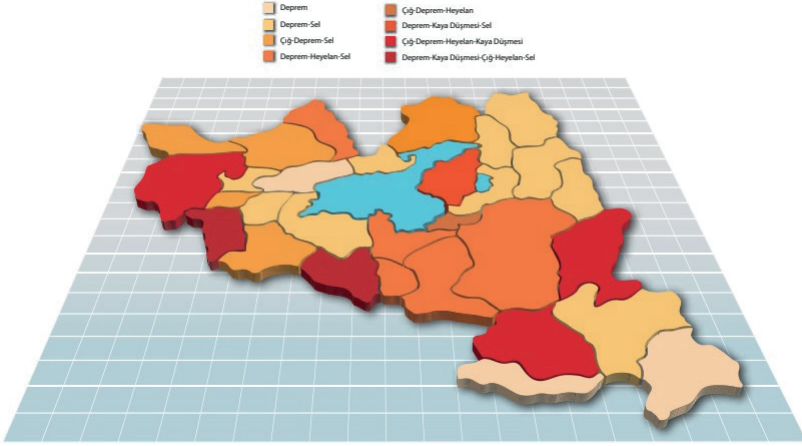 Deprem
Deprem-Sel
Çığ-Deprem-Sel
Deprem-Heyelan-Sel
Çığ-Deprem-Heyelan
Deprem-Kaya Düşmesi-Sel
Çığ-Deprem-Heyelan-Kaya Düşmesi
Deprem-Kaya Düşmesi-Çığ-Heyelan-Sel